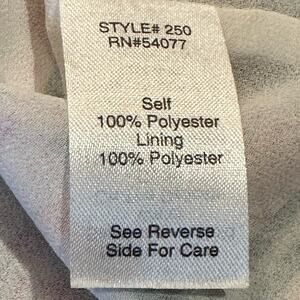 STYLE# 250
RN#54077
Self
100% Polyester
Lining
100% Polyester
See Reverse
Side For Care